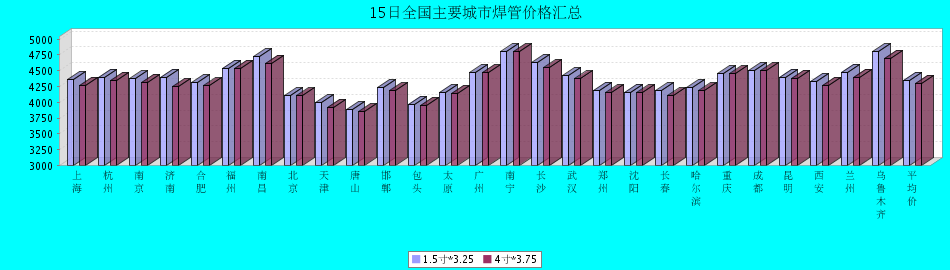 15日全国主要城市焊管价格汇总
5000
4750
4500
4250
4000
3750
3500
3250
3000
上海
杭州
南京
济南
合肥
福州
南昌
北京
天津
唐山
邯郸
包头
太原
广州
南宁
长沙
武汉
郑州
沈阳
长春
哈尔滨
重庆
成都
昆明
西安
兰州
乌鲁木齐
平均价
1.5寸*3.25
4寸*3.75